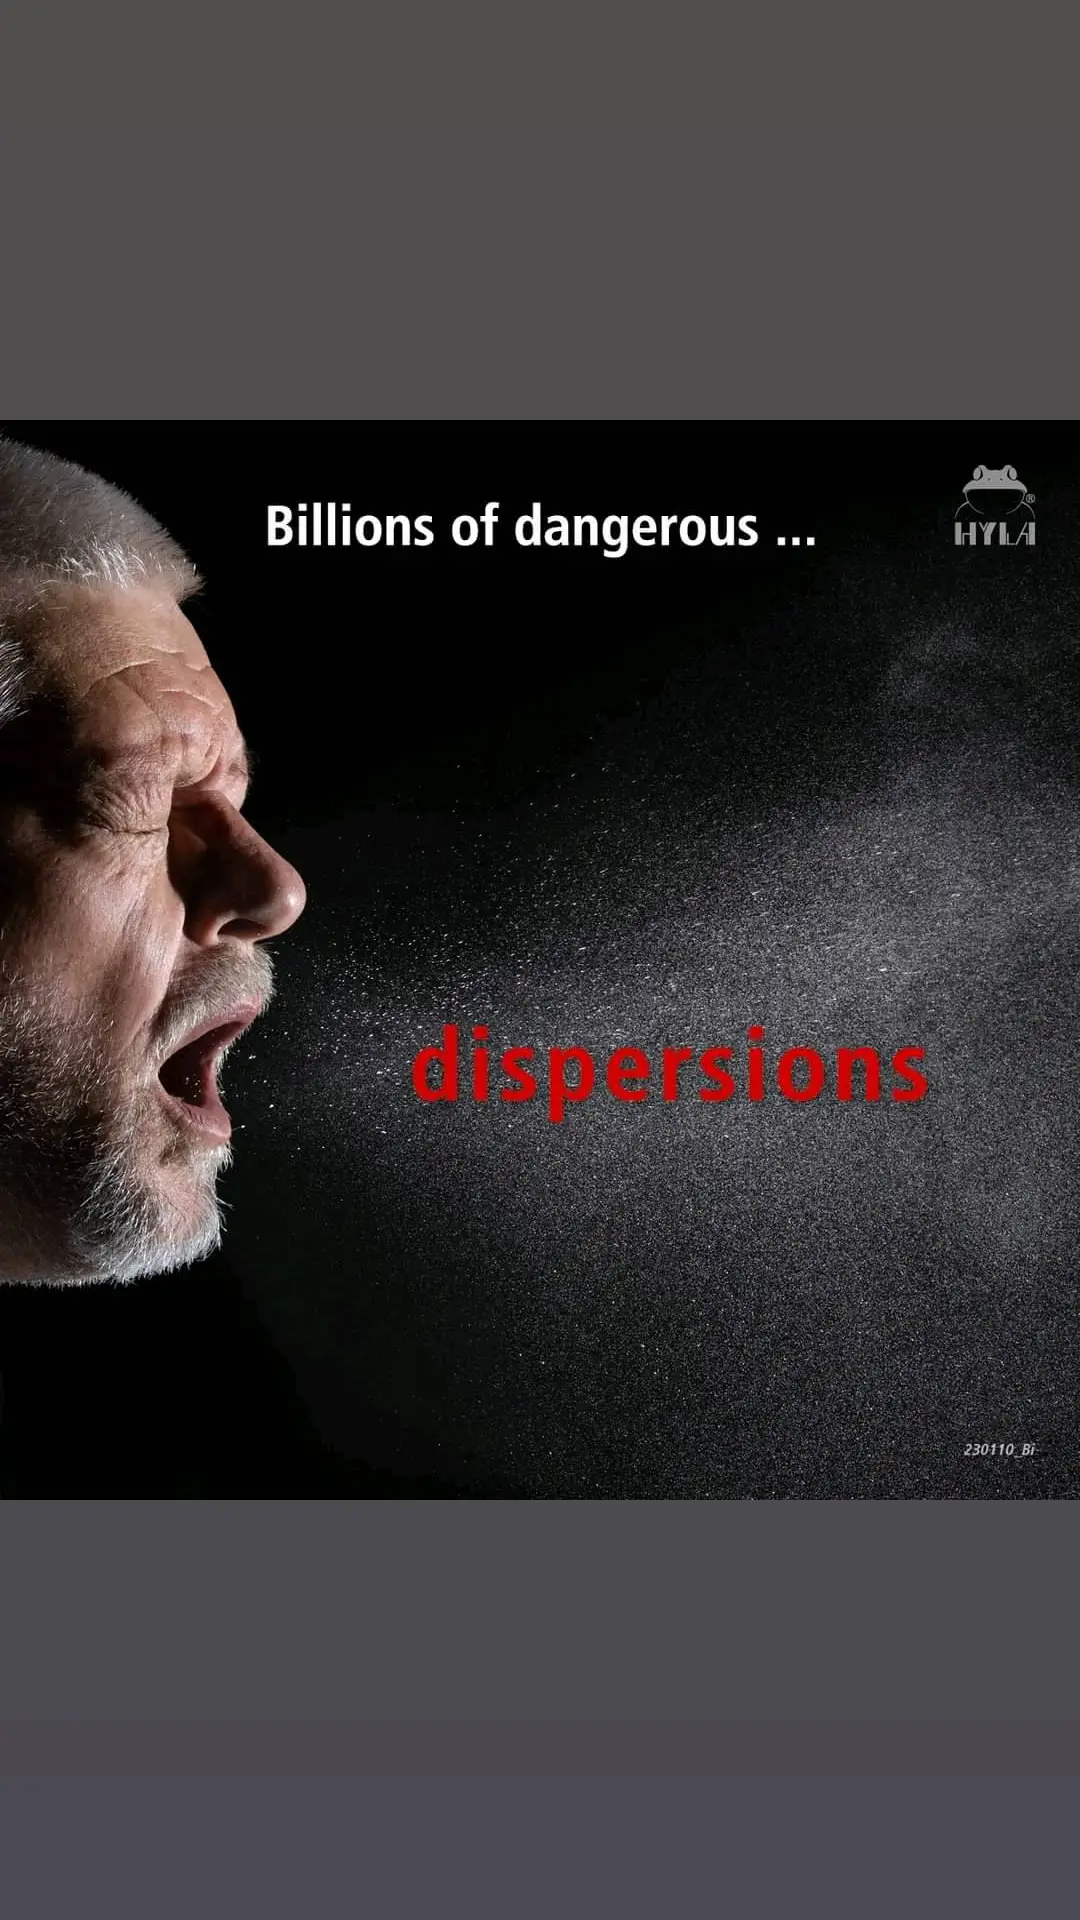 Billions of dangerous ...
HYLA
®
dispersions
230110_Bi